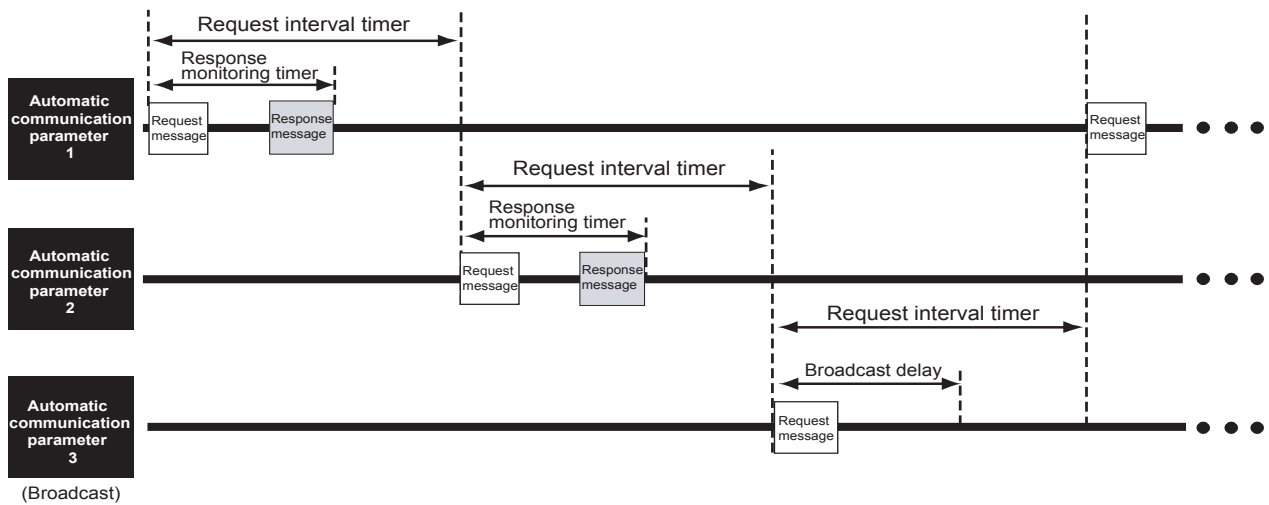 Request interval timer
Response
monitoring timer
Automatic
communication
parameter
1
Request
message
Response
message
Request
message
Request interval timer
Response
monitoring timer
Automatic
communication
parameter
2
Request
message
Response
message
Request interval timer
Broadcast delay
Automatic
communication
parameter
3
Request
message
(Broadcast)